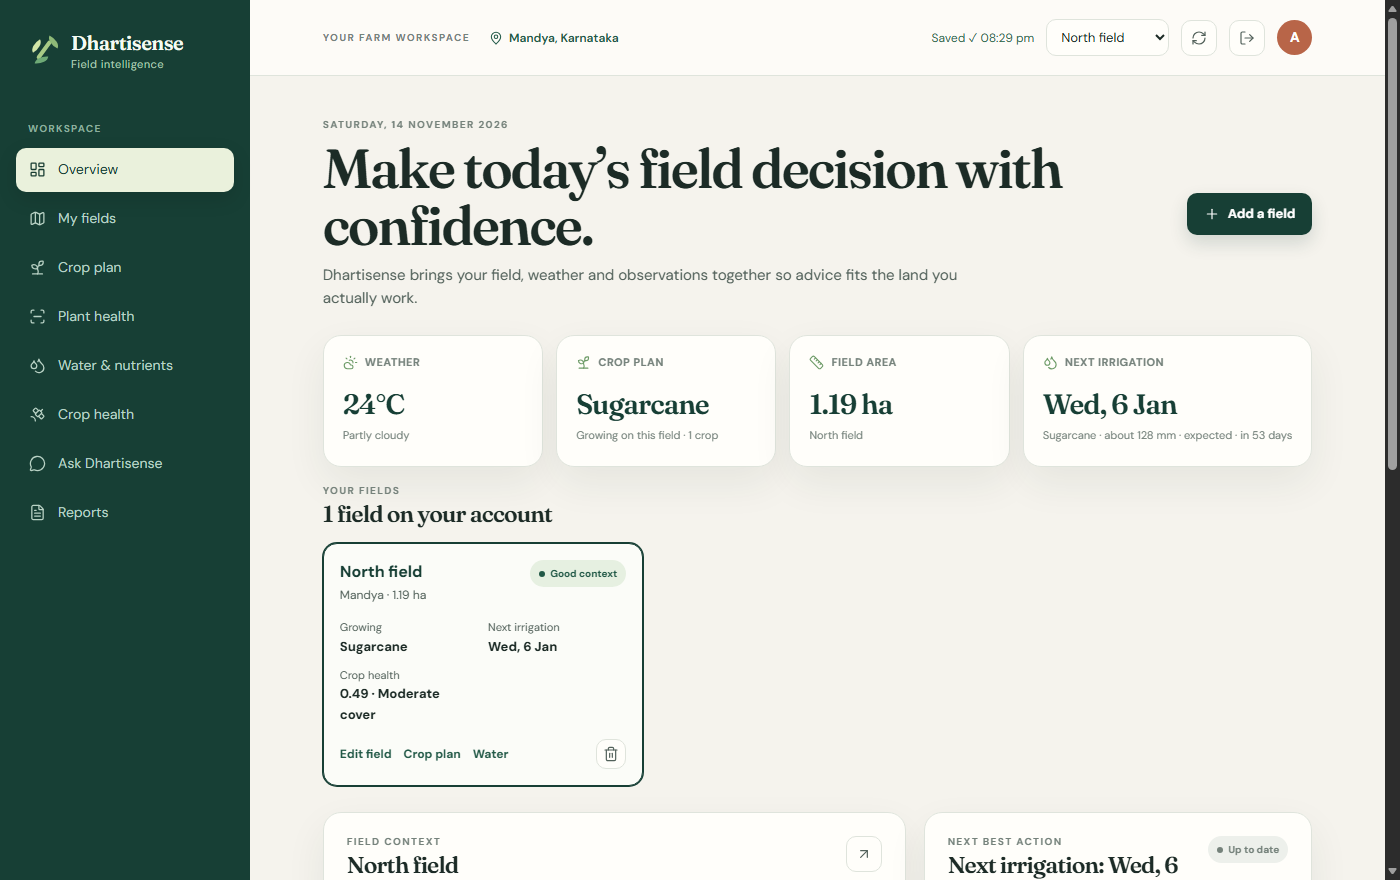 Dhartisense
Field intelligence
WORKSPACE
Overview
My fields
Crop plan
Plant health
Water & nutrients
Crop health
Ask Dhartisense
Reports
YOUR FARM WORKSPACE
Mandya, Karnataka
Saved ✓ 08:29 pm
North field
A
SATURDAY, 14 NOVEMBER 2026
Make today’s field decision with
confidence.
Dhartisense brings your field, weather and observations together so advice fits the land you
actually work.
Add a field
WEATHER
24°C
Partly cloudy
CROP PLAN
Sugarcane
Growing on this field · 1 crop
FIELD AREA
1.19 ha
North field
NEXT IRRIGATION
Wed, 6 Jan
Sugarcane · about 128 mm · expected · in 53 days
YOUR FIELDS
1 field on your account
North field
Good context
Mandya · 1.19 ha
Growing
Sugarcane
Next irrigation
Wed, 6 Jan
Crop health
0.49 · Moderate
cover
Edit field
Crop plan
Water
FIELD CONTEXT
North field
NEXT BEST ACTION
Next irrigation: Wed, 6
Up to date